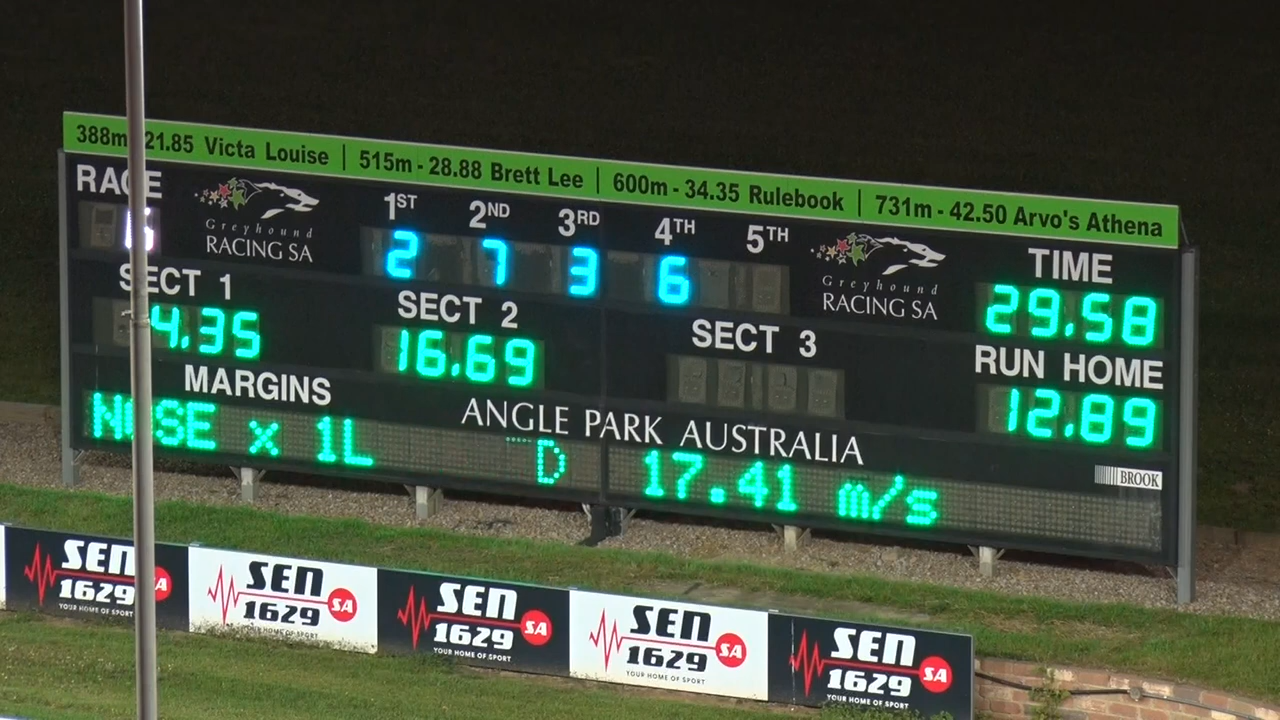 388m 21.85 Victa Louise | 515m - 28.88 Brett Lee | 600m - 34.35 Rulebook | 731m - 42.50 Arvo's Athena
RACE
Greyhound
RACING SA
1ST 2ND 3RD 4TH 5TH
2 7 3 6
Greyhound
RACING SA
TIME
29.58
SECT 1
4.35
SECT 2
16.69
SECT 3
RUN HOME
12.89
MARGINS
ANGLE PARK AUSTRALIA
NOSE x 1L D 17.41 m/s
BROOK
SEN
1629 SA
YOUR HOME OF SPORT
SEN
1629 SA
YOUR HOME OF SPORT
SEN
1629 SA
YOUR HOME OF SPORT
SEN
1629 SA
YOUR HOME OF SPORT
SEN
1629 SA
YOUR HOME OF SPORT